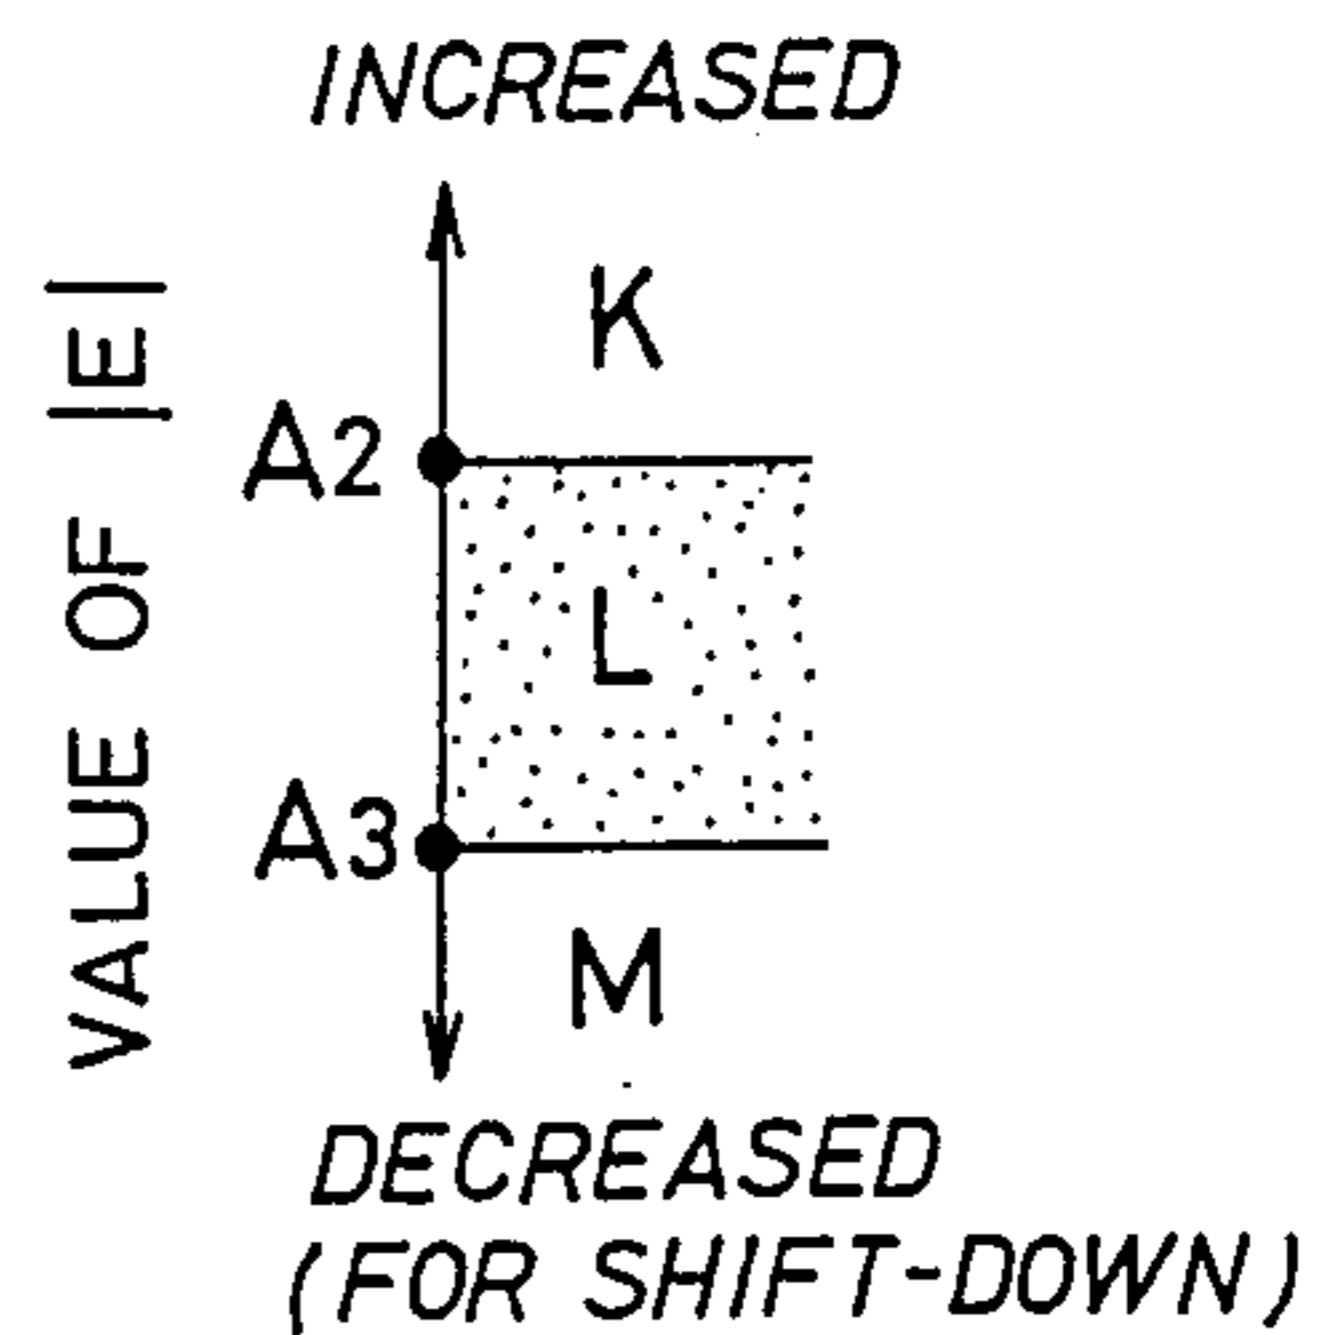 INCREASED
VALUE OF |E|
K
A2
L
A3
M
DECREASED
(FOR SHIFT-DOWN)